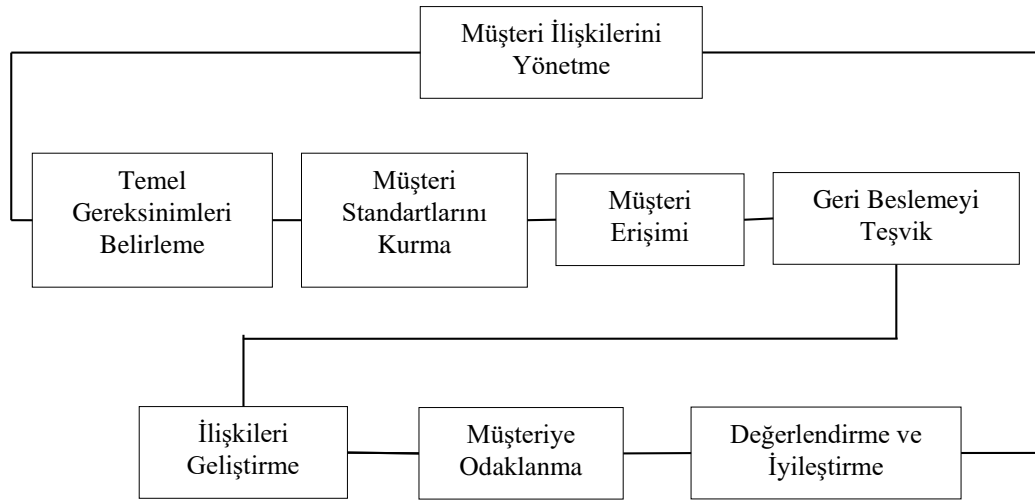 Müşteri İlişkilerini
Yönetme
Temel
Gereksinimleri
Belirleme
Müşteri
Standartlarını
Kurma
Müşteri
Erişimi
Geri Beslemeyi
Teşvik
İlişkileri
Geliştirme
Müşteriye
Odaklanma
Değerlendirme ve
İyileştirme